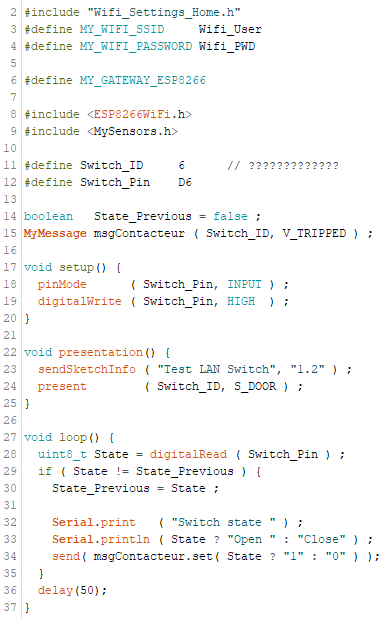 2 #include "Wifi_Settings_Home.h"
3 #define MY_WIFI_SSID     Wifi_User
4 #define MY_WIFI_PASSWORD Wifi_PWD
5
6 #define MY_GATEWAY_ESP8266
7
8 #include <ESP8266WiFi.h>
9 #include <MySensors.h>
10
11 #define Switch_ID     6      // ?????????????
12 #define Switch_Pin    D6
13
14 boolean   State_Previous = false ;
15 MyMessage msgContacteur ( Switch_ID, V_TRIPPED ) ;
16
17 void setup() {
18   pinMode      ( Switch_Pin, INPUT ) ;
19   digitalWrite ( Switch_Pin, HIGH  ) ;
20 }
21
22 void presentation() {
23   sendSketchInfo ( "Test LAN Switch", "1.2" ) ;
24   present        ( Switch_ID, S_DOOR ) ;
25 }
26
27 void loop() {
28   uint8_t State = digitalRead ( Switch_Pin ) ;
29   if ( State != State_Previous ) {
30     State_Previous = State ;
31
32     Serial.print   ( "Switch state " ) ;
33     Serial.println ( State ? "Open " : "Close" ) ;
34     send( msgContacteur.set( State ? "1" : "0" ) );
35   }
36   delay(50);
37 }